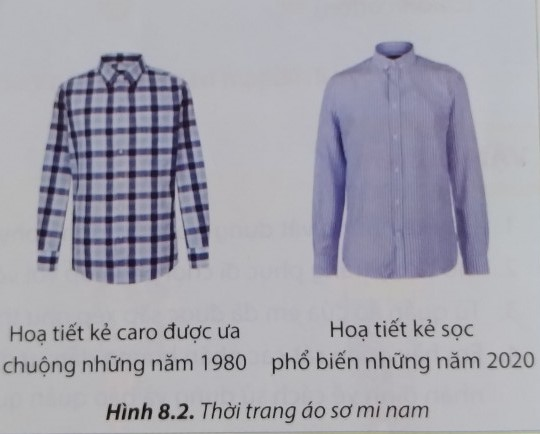 Hoạ tiết kẻ caro được ưa
chuộng những năm 1980
Hoạ tiết kẻ sọc
phổ biến những năm 2020
Hình 8.2. Thời trang áo sơ mi nam